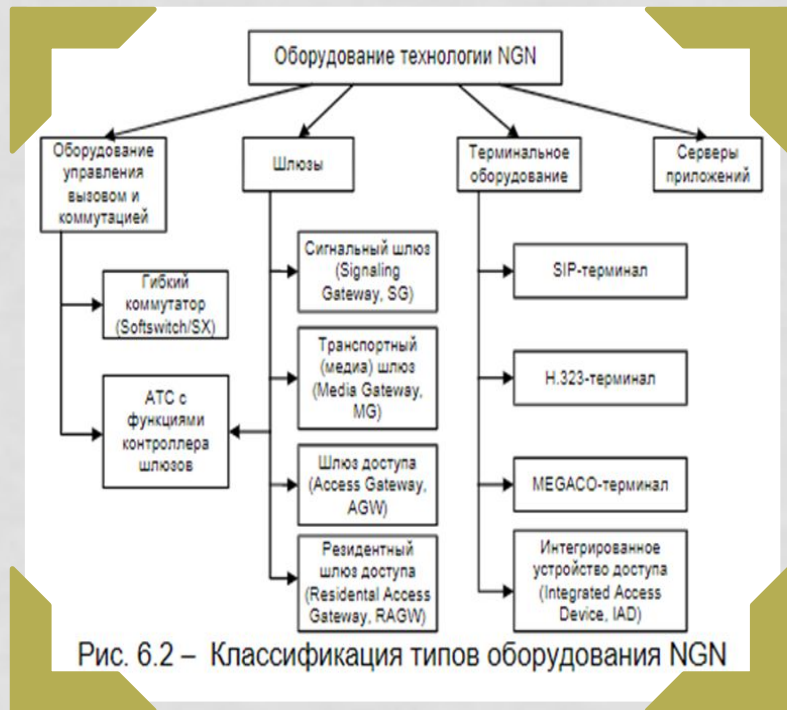 Оборудование технологии NGN
Оборудование
управления
вызовом и
коммутацией
Шлюзы
Терминальное
оборудование
Серверы
приложений
Гибкий
коммутатор
(Softswitch/SX)
АТС с
функциями
контроллера
шлюзов
Сигнальный шлюз
(Signaling
Gateway, SG)
Транспортный
(медиа) шлюз
(Media Gateway,
MG)
Шлюз доступа
(Access Gateway,
AGW)
Резидентный
шлюз доступа
(Residental Access
Gateway, RAGW)
SIP-терминал
H.323-терминал
MEGACO-терминал
Интегрированное
устройство доступа
(Integrated Access
Device, IAD)
Рис. 6.2 – Классификация типов оборудования NGN